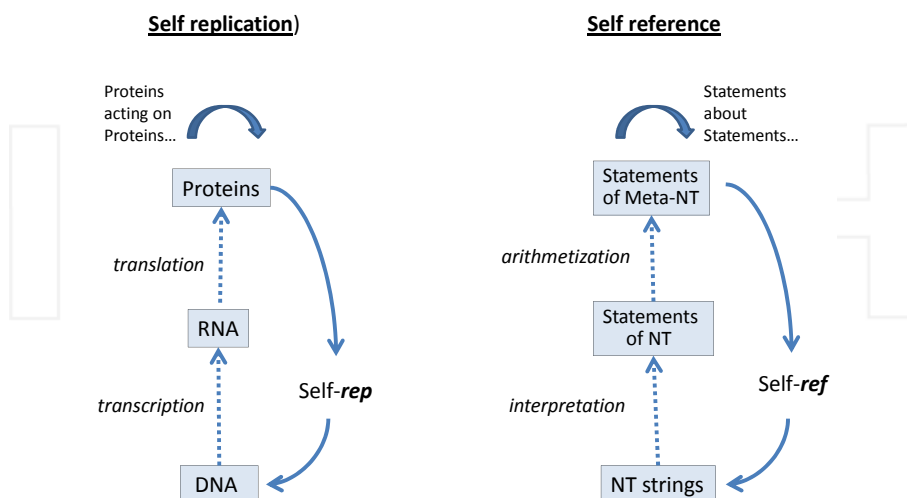 Self replication)
Proteins
acting on
Proteins…
Proteins
translation
RNA
transcription
Self-rep
DNA
Self reference
Statements
about
Statements…
Statements
of Meta-NT
arithmetization
Statements
of NT
interpretation
Self-ref
NT strings